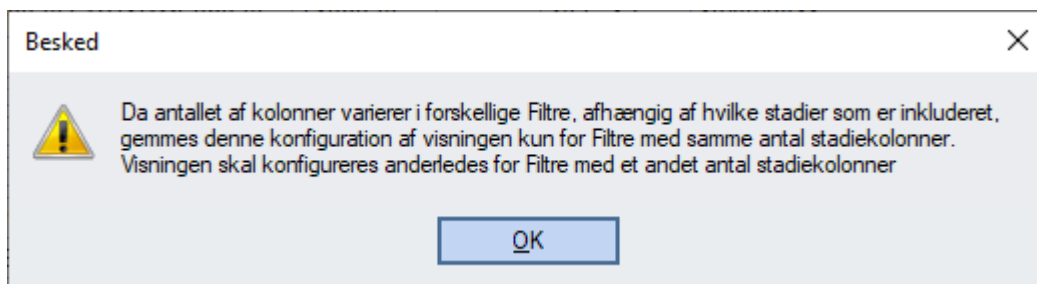 Besked
Da antallet af kolonner varierer i forskellige Filtre, afhængig af hvilke stadier som er inkluderet,
gemmes denne konfiguration af visningen kun for Filtre med samme antal stadiekolonner.
Visningen skal konfigureres anderledes for Filtre med et andet antal stadiekolonner
OK